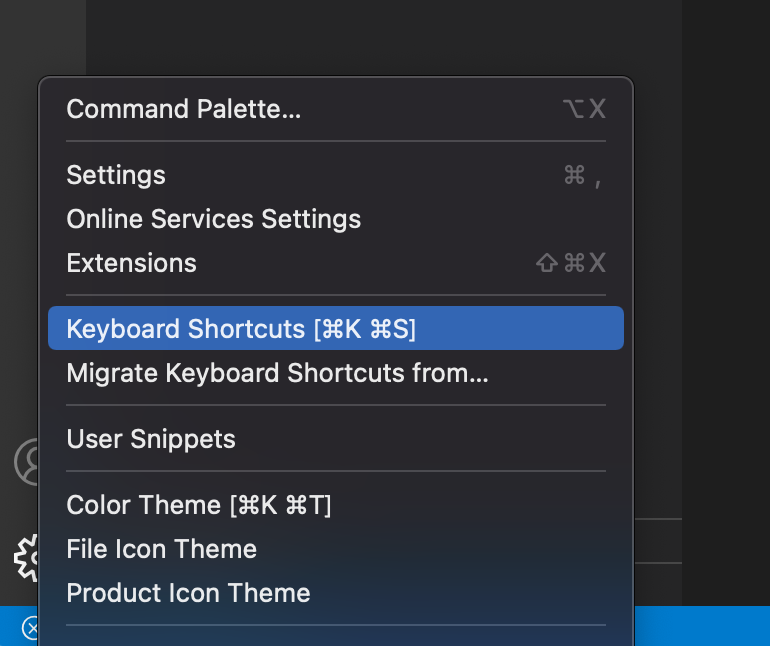 Command Palette... ⌥X
Settings ⌘ ,
Online Services Settings
Extensions ⇧⌘X
Keyboard Shortcuts [⌘K ⌘S]
Migrate Keyboard Shortcuts from...
User Snippets
Color Theme [⌘K ⌘T]
File Icon Theme
Product Icon Theme